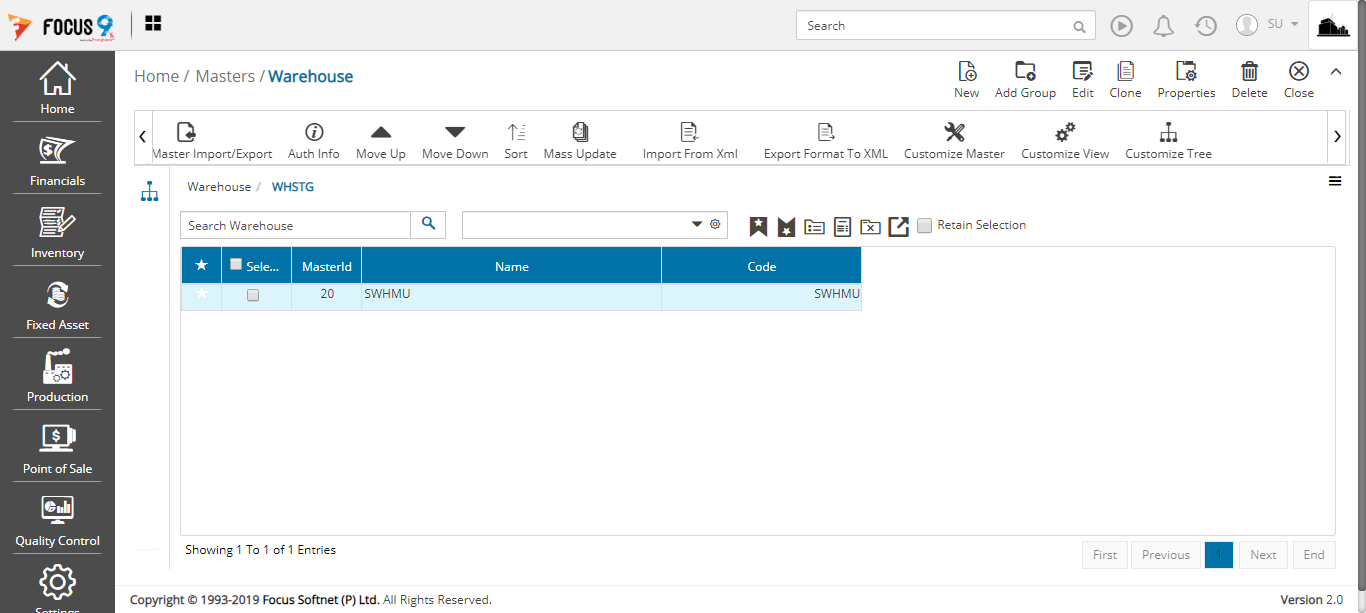 FOCUS 9
Search
SU
Home
Financials
Inventory
Fixed Asset
Production
Point of Sale
Quality Control
Settings
Home / Masters / Warehouse
New
Add Group
Edit
Clone
Properties
Delete
Close
Master Import/Export
Auth Info
Move Up
Move Down
Sort
Mass Update
Import From Xml
Export Format To XML
Customize Master
Customize View
Customize Tree
Warehouse / WHSTG
Search Warehouse
Retain Selection
Sele... MasterId Name Code
20 SWHMU SWHMU
Showing 1 To 1 of 1 Entries
First Previous 1 Next End
Copyright © 1993-2019 Focus Softnet (P) Ltd. All Rights Reserved.
Version 2.0